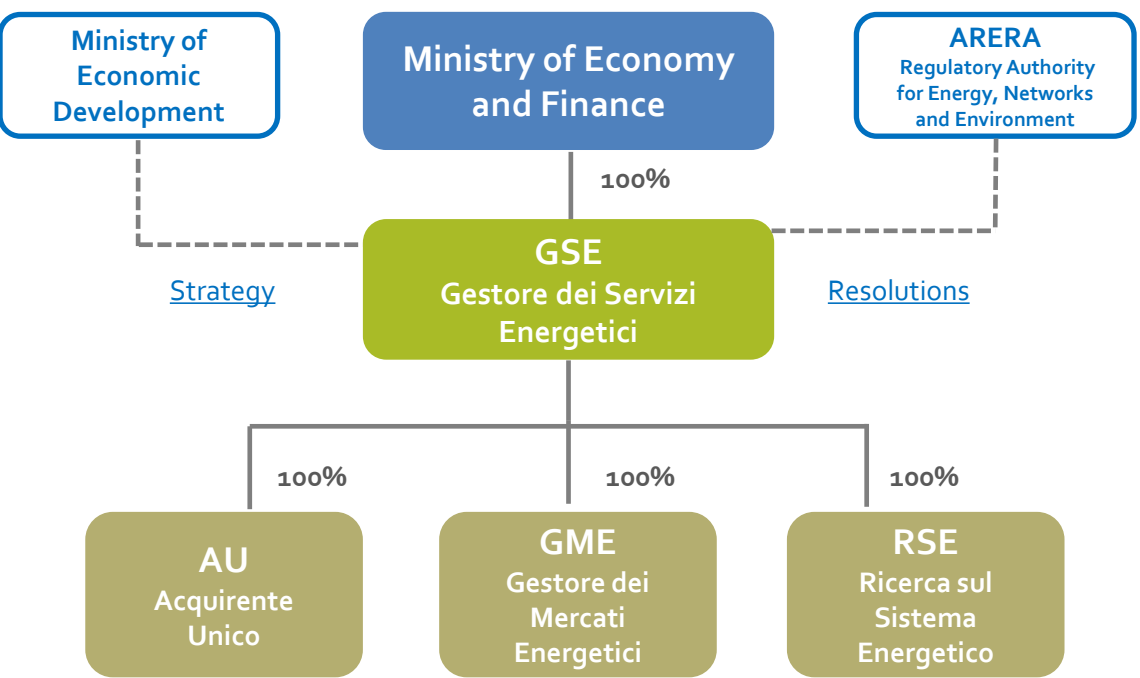 Ministry of
Economic
Development
Ministry of Economy
and Finance
ARERA
Regulatory Authority
for Energy, Networks
and Environment
100%
GSE
Gestore dei Servizi
Energetici
Strategy
Resolutions
100%
100%
100%
AU
Acquirente
Unico
GME
Gestore dei
Mercati
Energetici
RSE
Ricerca sul
Sistema
Energetico